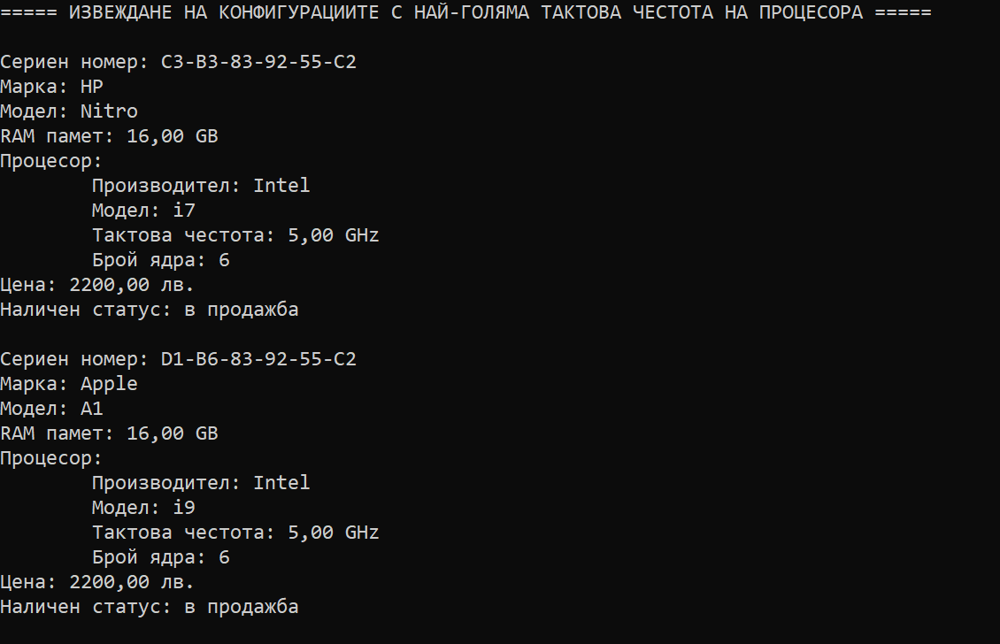 ===== ИЗВЕЖДАНЕ НА КОНФИГУРАЦИИТЕ С НАЙ-ГОЛЯМА ТАКТОВА ЧЕСТОТА НА ПРОЦЕСОРА =====
Сериен номер: C3-B3-83-92-55-C2
Марка: HP
Модел: Nitro
RAM памет: 16,00 GB
Процесор:
Производител: Intel
Модел: i7
Тактова честота: 5,00 GHz
Брой ядра: 6
Цена: 2200,00 лв.
Наличен статус: в продажба
Сериен номер: D1-B6-83-92-55-C2
Марка: Apple
Модел: A1
RAM памет: 16,00 GB
Процесор:
Производител: Intel
Модел: i9
Тактова честота: 5,00 GHz
Брой ядра: 6
Цена: 2200,00 лв.
Наличен статус: в продажба